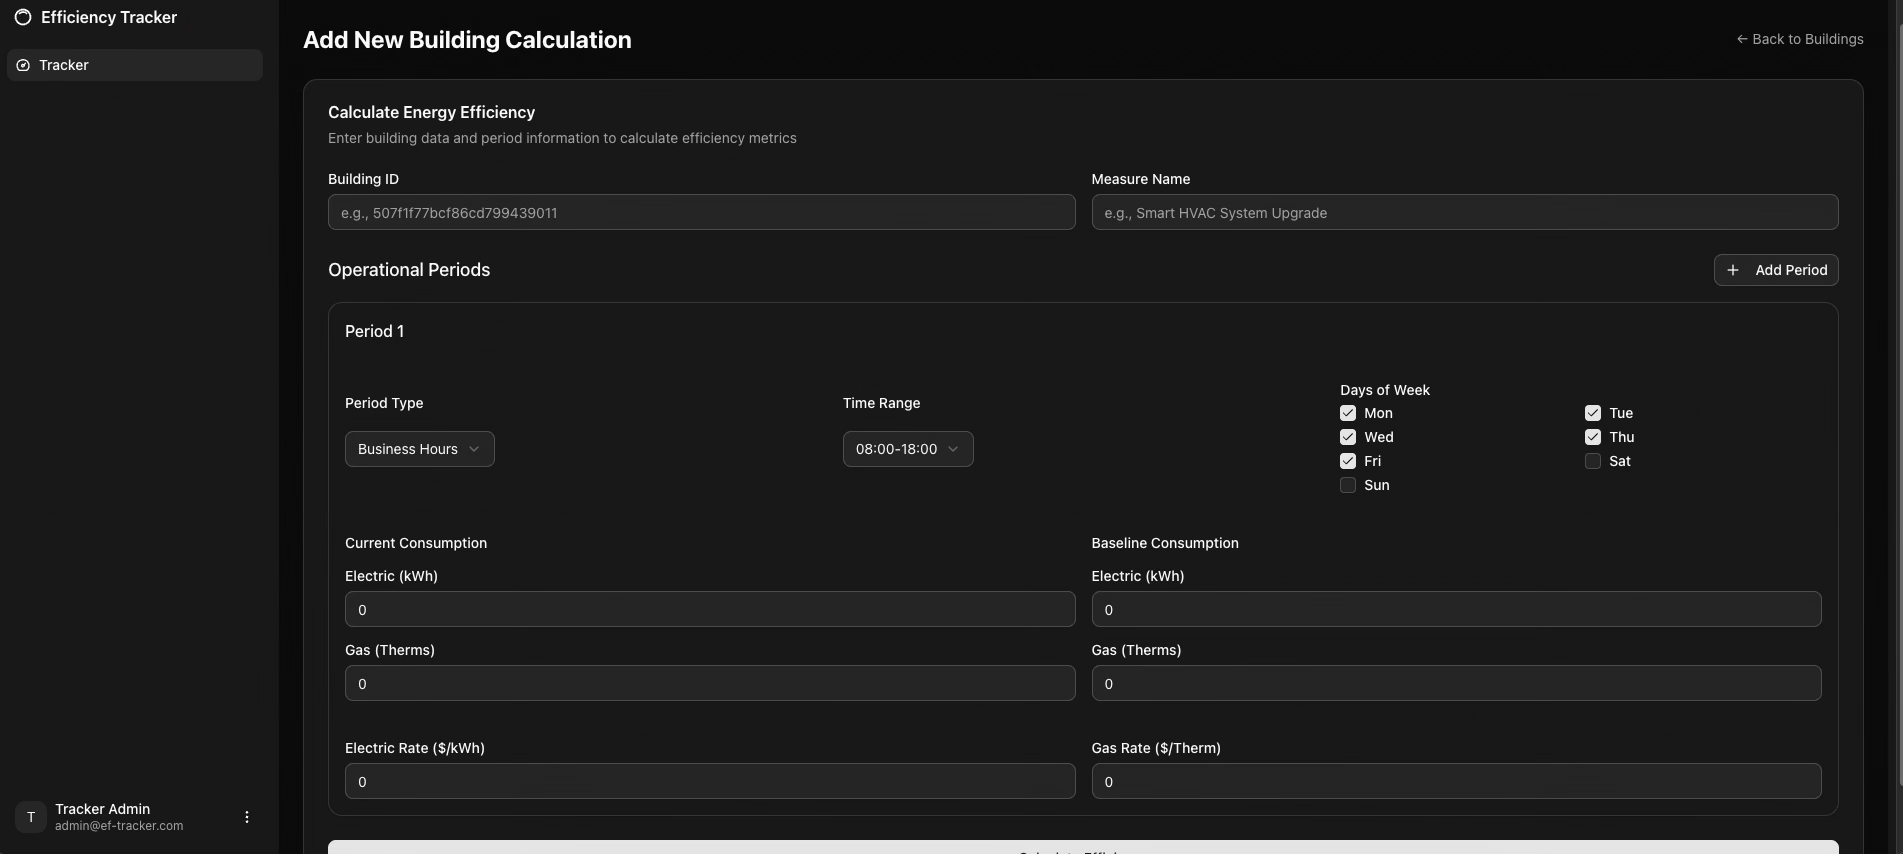 Efficiency Tracker
Tracker
Add New Building Calculation
← Back to Buildings
Calculate Energy Efficiency
Enter building data and period information to calculate efficiency metrics
Building ID
e.g., 507f1f77bcf86cd799439011
Measure Name
e.g., Smart HVAC System Upgrade
Operational Periods
+ Add Period
Period 1
Period Type
Business Hours
Time Range
08:00-18:00
Days of Week
Mon
Tue
Wed
Thu
Fri
Sat
Sun
Current Consumption
Electric (kWh)
0
Gas (Therms)
0
Baseline Consumption
Electric (kWh)
0
Gas (Therms)
0
Electric Rate ($/kWh)
0
Gas Rate ($/Therm)
0
T
Tracker Admin
admin@ef-tracker.com